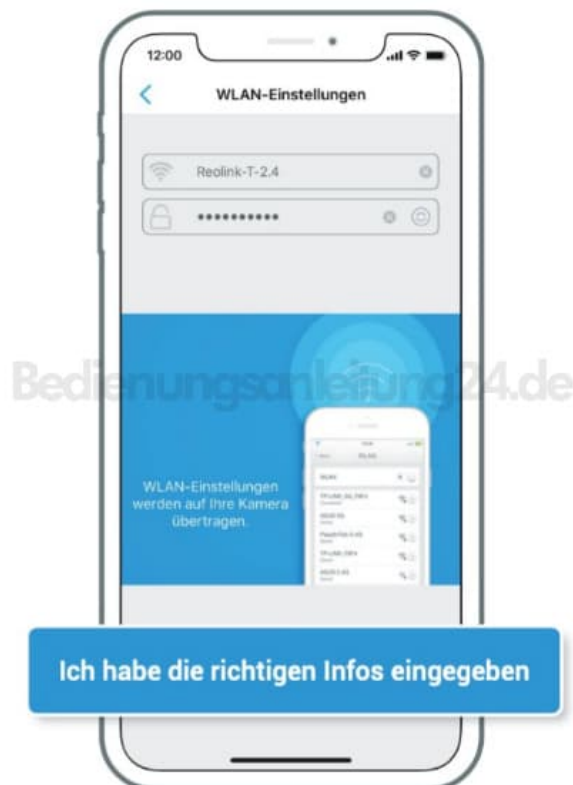 12:00
WLAN-Einstellungen
Reolink-T-2.4
••••••••••
Bedienungsanleitung24.de
WLAN
WLAN-Einstellungen
werden auf Ihre Kamera
übertragen.
Ich habe die richtigen Infos eingegeben